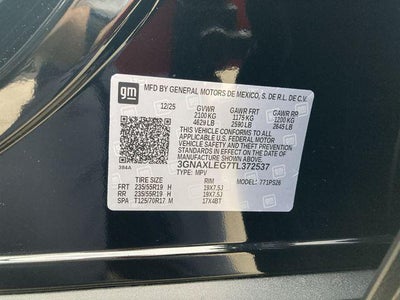 gm
MFD BY GENERAL MOTORS DE MEXICO, S. DE R.L. DE C.V.
12/25 GVWR GAWR FRT GAWR RR
2100 KG 1175 KG 1200 KG
4629 LB 2590 LB 2645 LB
THIS VEHICLE CONFORMS TO ALL APPLICABLE
U.S. FEDERAL MOTOR VEHICLE SAFETY, BUMPER,
AND THEFT PREVENTION STANDARDS IN EFFECT ON
THE DATE OF MANUFACTURE SHOWN ABOVE.
3GNAXLEG7TL372537
TYPE: MPV MODEL: 771PS26
394A
TIRE SIZE RIM
FRT 235/55R19 H 19X7.5J
RR 235/55R19 H 19X7.5J
SPA T125/70R17 M 17X4BT